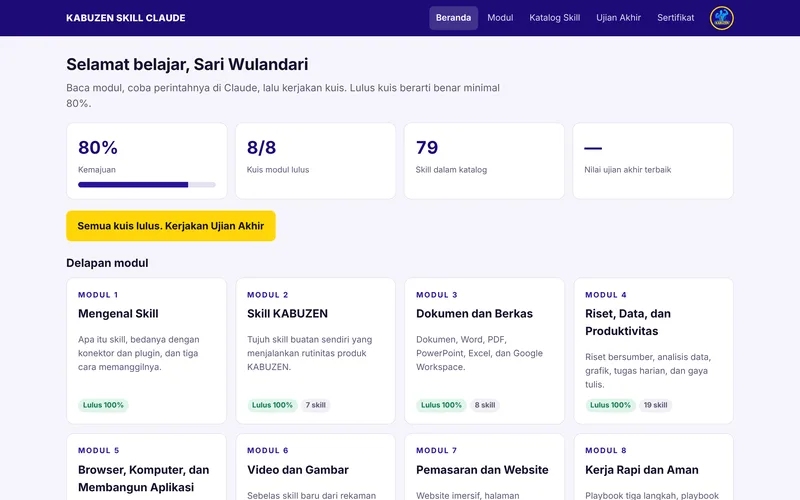 KABUZEN SKILL CLAUDE
Beranda
Modul
Katalog Skill
Ujian Akhir
Sertifikat
Selamat belajar, Sari Wulandari
Baca modul, coba perintahnya di Claude, lalu kerjakan kuis. Lulus kuis berarti benar minimal
80%.
80%
Kemajuan
8/8
Kuis modul lulus
79
Skill dalam katalog
—
Nilai ujian akhir terbaik
Semua kuis lulus. Kerjakan Ujian Akhir
Delapan modul
MODUL 1
Mengenal Skill
Apa itu skill, bedanya dengan
konektor dan plugin, dan tiga
cara memanggilnya.
Lulus 100%
MODUL 2
Skill KABUZEN
Tujuh skill buatan sendiri yang
menjalankan rutinitas produk
KABUZEN.
Lulus 100%
7 skill
MODUL 3
Dokumen dan Berkas
Dokumen, Word, PDF,
PowerPoint, Excel, dan Google
Workspace.
Lulus 100%
8 skill
MODUL 4
Riset, Data, dan
Produktivitas
Riset bersumber, analisis data,
grafik, tugas harian, dan gaya
tulis.
Lulus 100%
19 skill
MODUL 5
Browser, Komputer, dan
Membangun Aplikasi
MODUL 6
Video dan Gambar
Sebelas skill baru dari rekaman
MODUL 7
Pemasaran dan Website
Website imersif, halaman
MODUL 8
Kerja Rapi dan Aman
Playbook tiga langkah, playbook